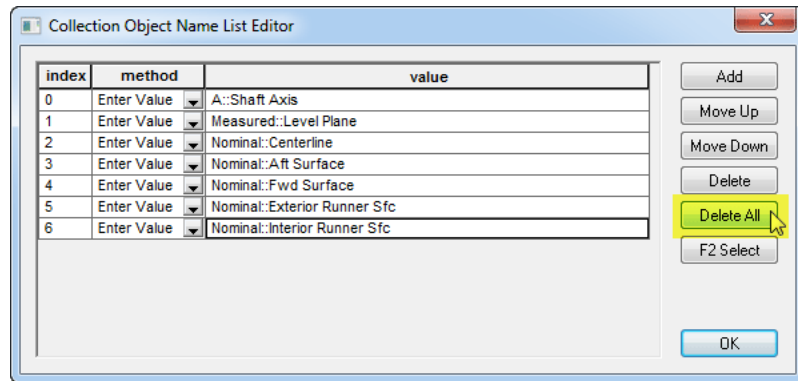 Collection Object Name List Editor
index method value
0 Enter Value A::Shaft Axis
1 Enter Value Measured::Level Plane
2 Enter Value Nominal::Centerline
3 Enter Value Nominal::Aft Surface
4 Enter Value Nominal::Fwd Surface
5 Enter Value Nominal::Exterior Runner Sfc
6 Enter Value Nominal::Interior Runner Sfc
Add
Move Up
Move Down
Delete
Delete All
F2 Select
OK